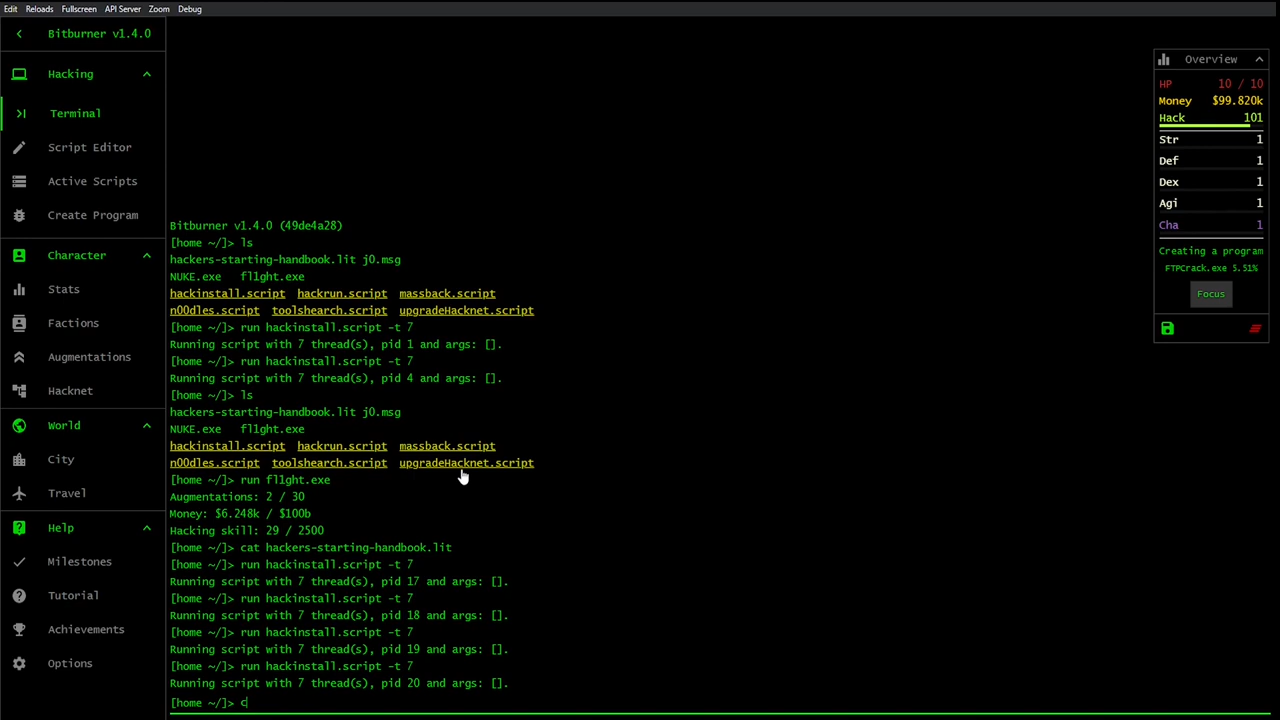 Edit Reloads Fullscreen API Server Zoom Debug
Bitburner v1.4.0
Hacking
Terminal
Script Editor
Active Scripts
Create Program
Character
Stats
Factions
Augmentations
Hacknet
World
City
Travel
Help
Milestones
Tutorial
Achievements
Options
Bitburner v1.4.0 (49de4a28)
[home ~/]> ls
hackers-starting-handbook.lit j0.msg
NUKE.exe fl1ght.exe
hackinstall.script hackrun.script massback.script
n00dles.script toolshearch.script upgradeHacknet.script
[home ~/]> run hackinstall.script -t 7
Running script with 7 thread(s), pid 1 and args: [].
[home ~/]> run hackinstall.script -t 7
Running script with 7 thread(s), pid 4 and args: [].
[home ~/]> ls
hackers-starting-handbook.lit j0.msg
NUKE.exe fl1ght.exe
hackinstall.script hackrun.script massback.script
n00dles.script toolshearch.script upgradeHacknet.script
[home ~/]> run fl1ght.exe
Augmentations: 2 / 30
Money: $6.248k / $100b
Hacking skill: 29 / 2500
[home ~/]> cat hackers-starting-handbook.lit
[home ~/]> run hackinstall.script -t 7
Running script with 7 thread(s), pid 17 and args: [].
[home ~/]> run hackinstall.script -t 7
Running script with 7 thread(s), pid 18 and args: [].
[home ~/]> run hackinstall.script -t 7
Running script with 7 thread(s), pid 19 and args: [].
[home ~/]> run hackinstall.script -t 7
Running script with 7 thread(s), pid 20 and args: [].
[home ~/]> c
Overview
HP 10 / 10
Money $99.820k
Hack 101
Str 1
Def 1
Dex 1
Agi 1
Cha 1
Creating a program
FTPCrack.exe 5.51%
Focus